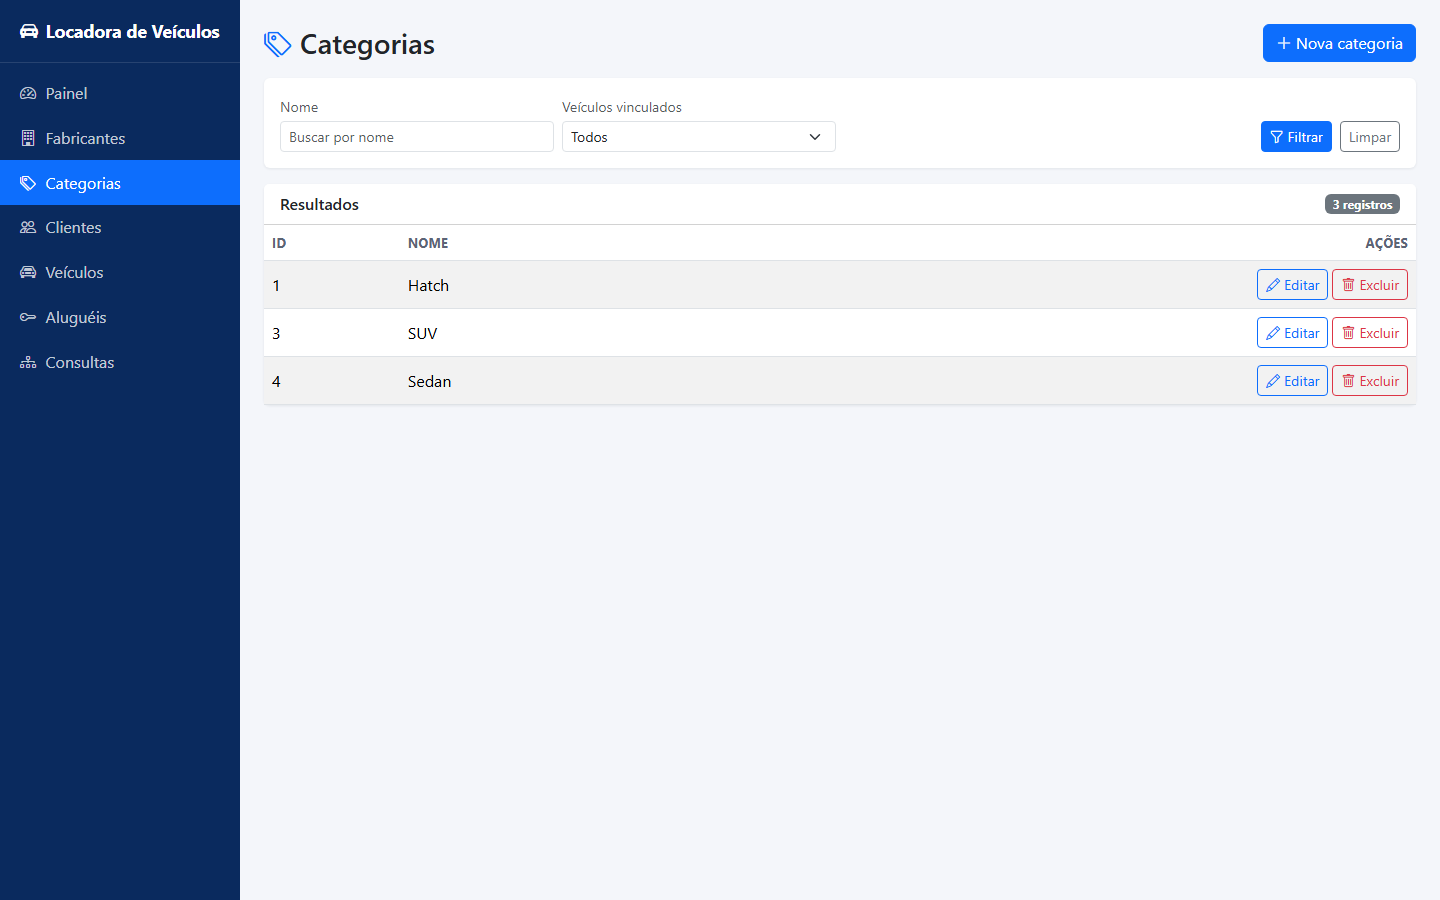 Locadora de Veículos
Painel
Fabricantes
Categorias
Clientes
Veículos
Aluguéis
Consultas
Categorias
Nova categoria
Nome
Veículos vinculados
Buscar por nome
Todos
Filtrar
Limpar
Resultados
3 registros
ID NOME AÇÕES
1 Hatch Editar Excluir
3 SUV Editar Excluir
4 Sedan Editar Excluir